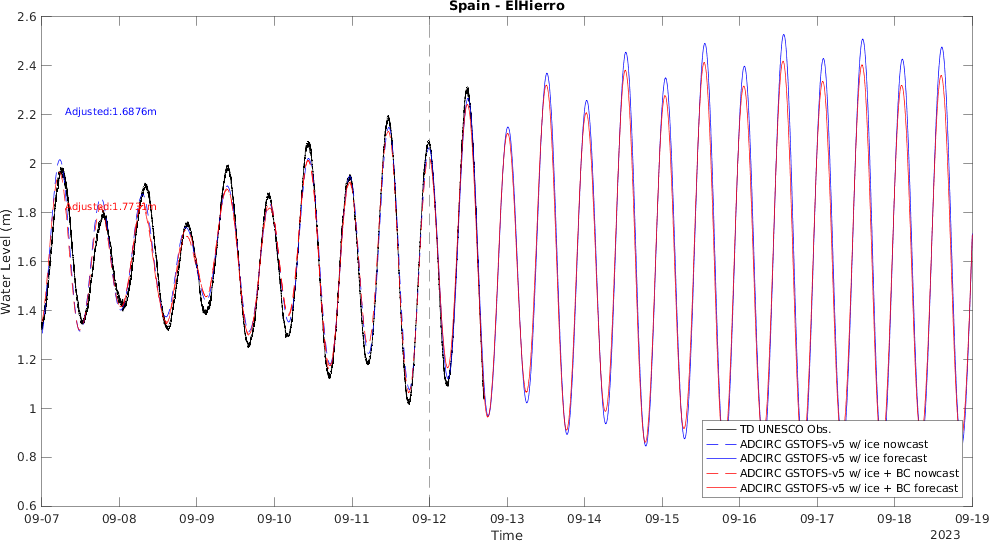 Spain - ElHierro
2.6
2.4
2.2
2
1.8
1.6
1.4
1.2
1
0.8
0.6
Water Level (m)
Adjusted:1.6876m
Adjusted:1.7731m
TD UNESCO Obs.
ADCIRC GSTOFS-v5 w/ ice nowcast
ADCIRC GSTOFS-v5 w/ ice forecast
ADCIRC GSTOFS-v5 w/ ice + BC nowcast
ADCIRC GSTOFS-v5 w/ ice + BC forecast
09-07 09-08 09-09 09-10 09-11 09-12 09-13 09-14 09-15 09-16 09-17 09-18 09-19
Time
2023